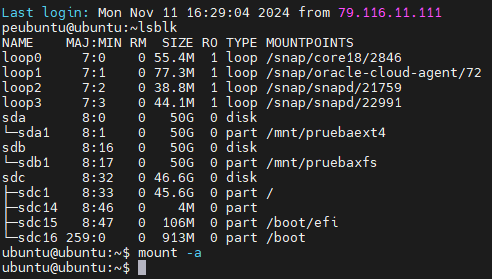 Last login: Mon Nov 11 16:29:04 2024 from 79.116.11.111
peubuntu@ubuntu:~lsblk
NAME    MAJ:MIN RM  SIZE RO TYPE MOUNTPOINTS
loop0     7:0    0 55.4M  1 loop /snap/core18/2846
loop1     7:1    0 77.3M  1 loop /snap/oracle-cloud-agent/72
loop2     7:2    0 38.8M  1 loop /snap/snapd/21759
loop3     7:3    0 44.1M  1 loop /snap/snapd/22991
sda       8:0    0   50G  0 disk
└─sda1    8:1    0   50G  0 part /mnt/pruebaext4
sdb       8:16   0   50G  0 disk
└─sdb1    8:17   0   50G  0 part /mnt/pruebaxfs
sdc       8:32   0 46.6G  0 disk
├─sdc1    8:33   0 45.6G  0 part /
├─sdc14   8:46   0    4M  0 part
├─sdc15   8:47   0  106M  0 part /boot/efi
└─sdc16 259:0    0  913M  0 part /boot
ubuntu@ubuntu:~$ mount -a
ubuntu@ubuntu:~$